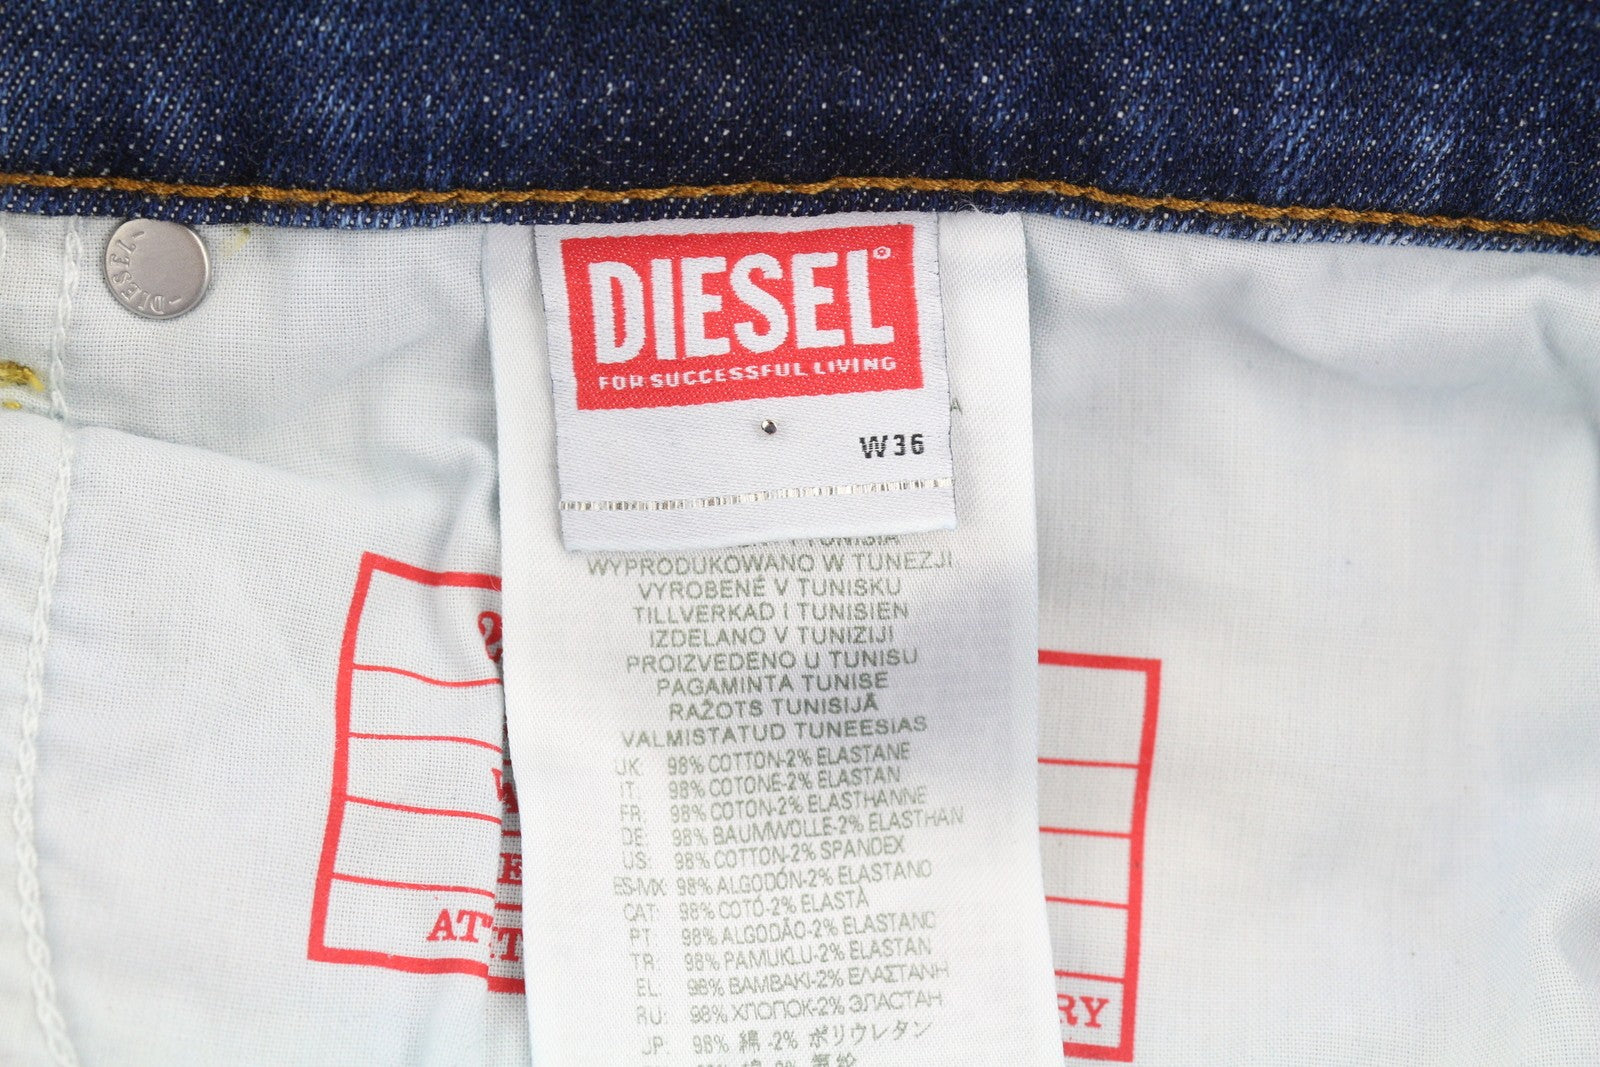 DIESEL
DIESEL
FOR SUCCESSFUL LIVING
W36
A
TUNISIA
WYPRODUKOWANO W TUNEZJI
VYROBENÉ V TUNISKU
TILLVERKAD I TUNISIEN
IZDELANO V TUNIZIJI
PROIZVEDENO U TUNISU
PAGAMINTA TUNISE
RAŽOTS TUNISIJĀ
VALMISTATUD TUNEESIAS
UK: 98% COTTON-2% ELASTANE
IT: 98% COTONE-2% ELASTAN
FR: 98% COTON-2% ELASTHANNE
DE: 98% BAUMWOLLE-2% ELASTHAN
US: 98% COTTON-2% SPANDEX
ES-MX: 98% ALGODÓN-2% ELASTANO
CAT: 98% COTÓ-2% ELASTÀ
PT: 98% ALGODÃO-2% ELASTANO
TR: 98% PAMUKLU-2% ELASTAN
EL: 98% ΒΑΜΒΑΚΙ-2% ΕΛΑΣΤΑΝΗ
RU: 98% ХЛОПОК-2% ЭЛАСТАН
JP: 98% 綿 -2% ポリウレタン
RY